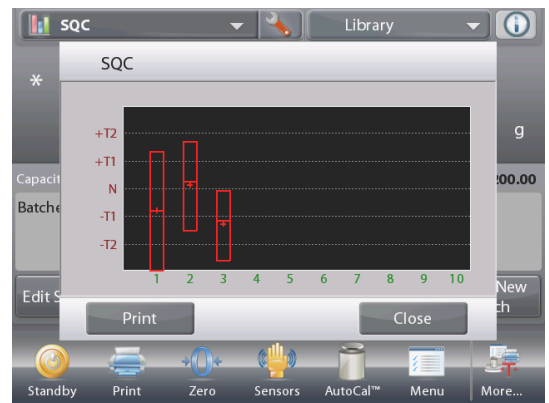 SQC Library
SQC
*
+T2
+T1
g
N
Capacit 200.00
-T1
Batche
-T2
1 2 3 4 5 6 7 8 9 10
Edit S New
ch
Print Close
Standby Print Zero Sensors AutoCal™ Menu More...